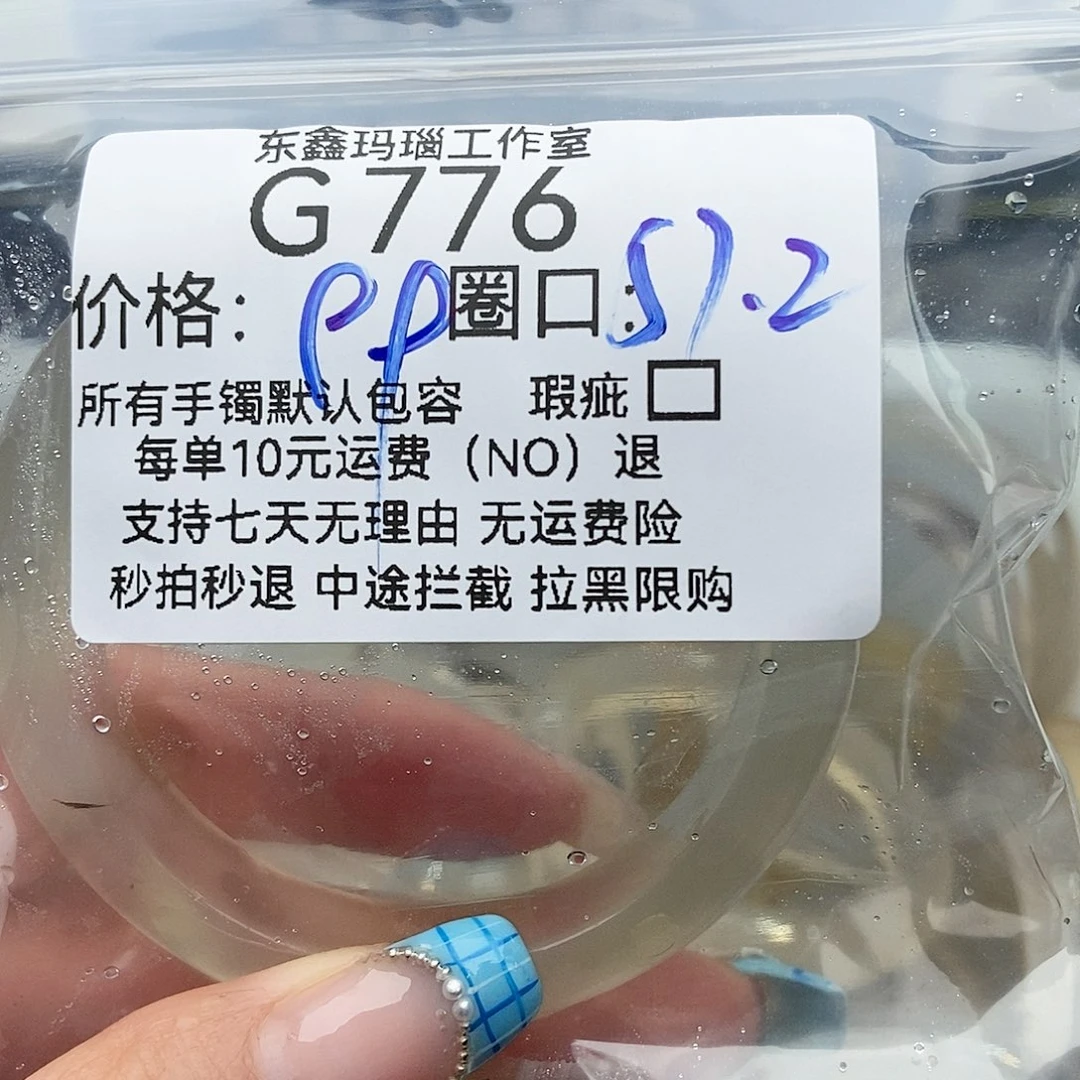 东鑫玛瑙工作室
G776
价格：99圈口：51.2
所有手镯默认包容 瑕疵□
每单10元运费（NO）退
支持七天无理由 无运费险
秒拍秒退 中途拦截 拉黑限购